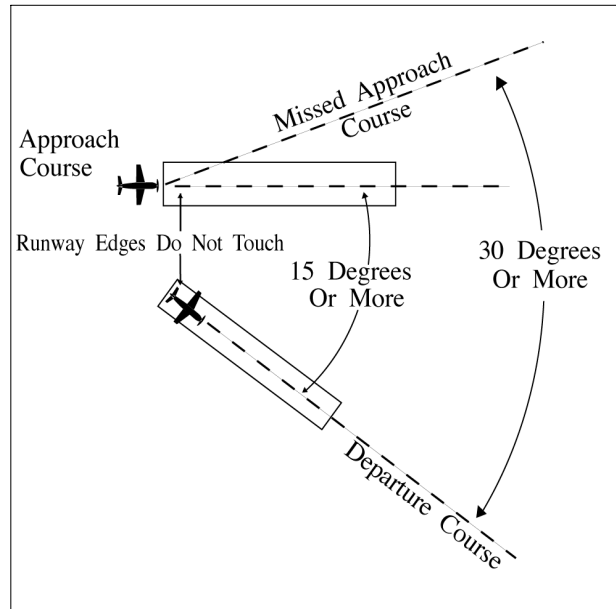 Missed Approach
Course
Approach
Course
Runway Edges Do Not Touch
15 Degrees
Or More
30 Degrees
Or More
Departure Course